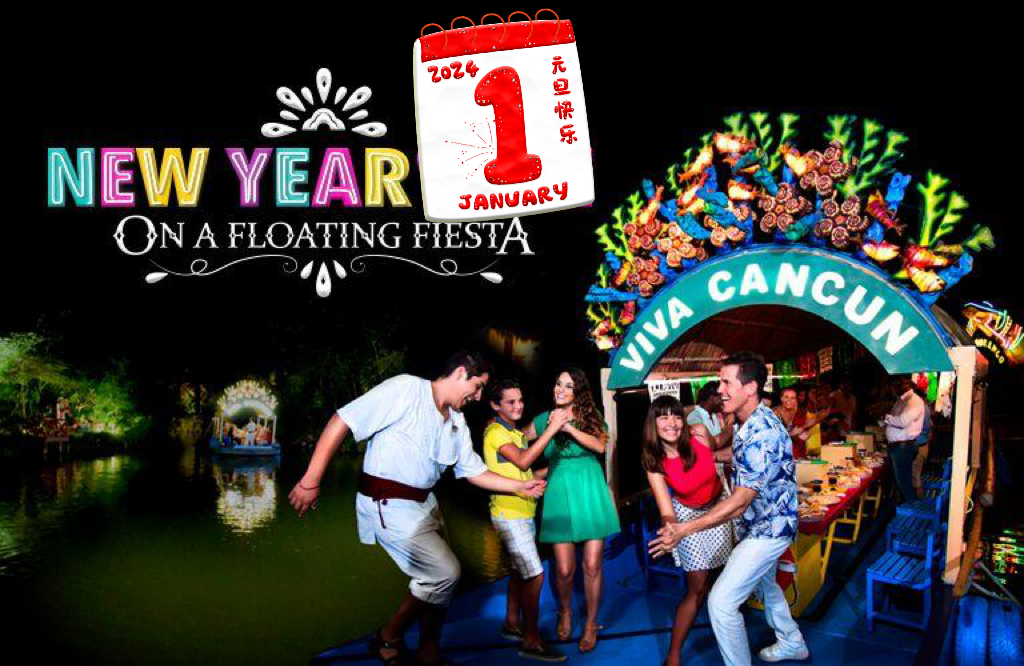 NEW YEAR
ON A FLOATING FIESTA
2024
1
元旦快乐
JANUARY
VIVA CANCUN